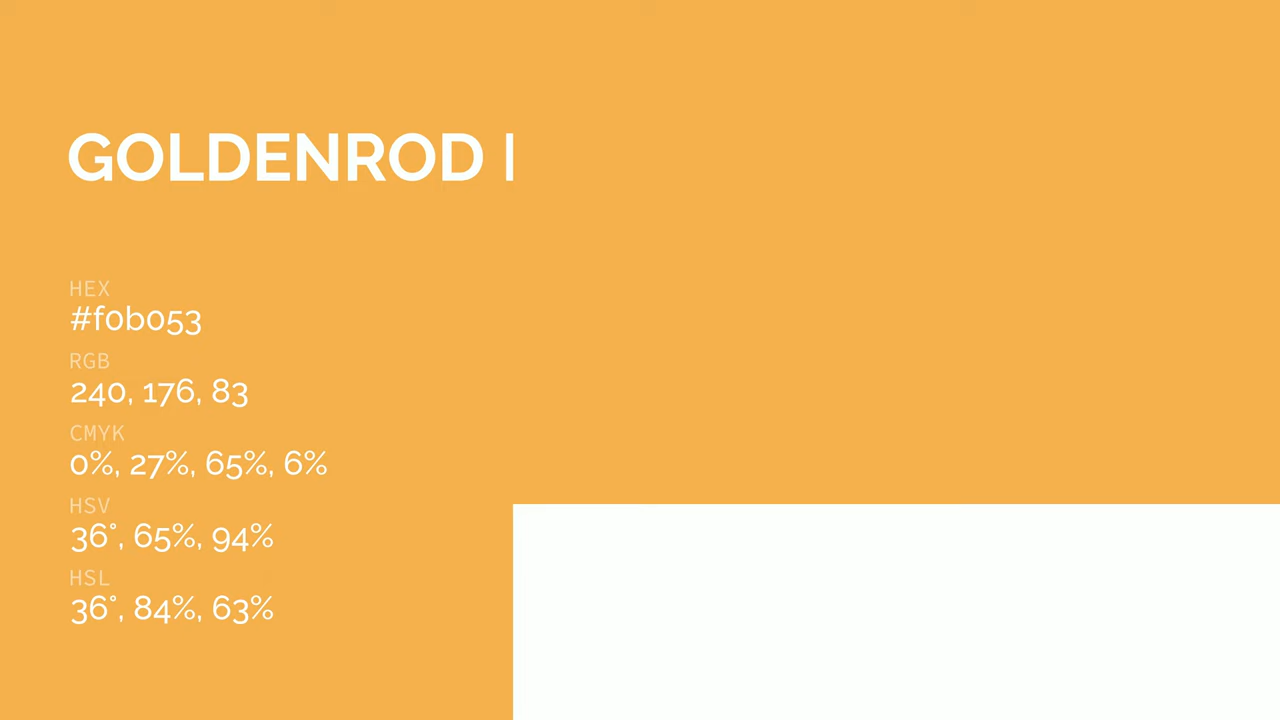 GOLDENROD
HEX
#f0b053
RGB
240, 176, 83
CMYK
0%, 27%, 65%, 6%
HSV
36°, 65%, 94%
HSL
36°, 84%, 63%